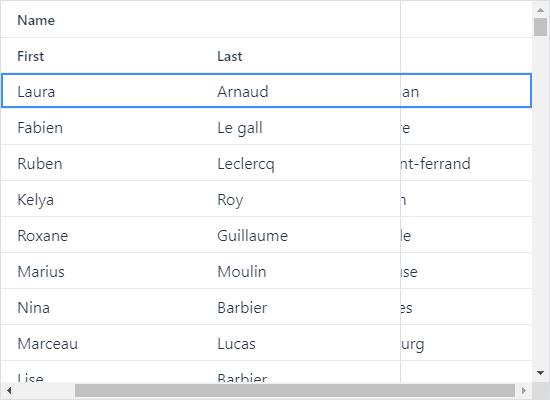 Name
First Last
Laura Arnaud an
Fabien Le gall re
Ruben Leclercq nt-ferrand
Kelya Roy n
Roxane Guillaume le
Marius Moulin use
Nina Barbier es
Marceau Lucas urg
Lise Barbier